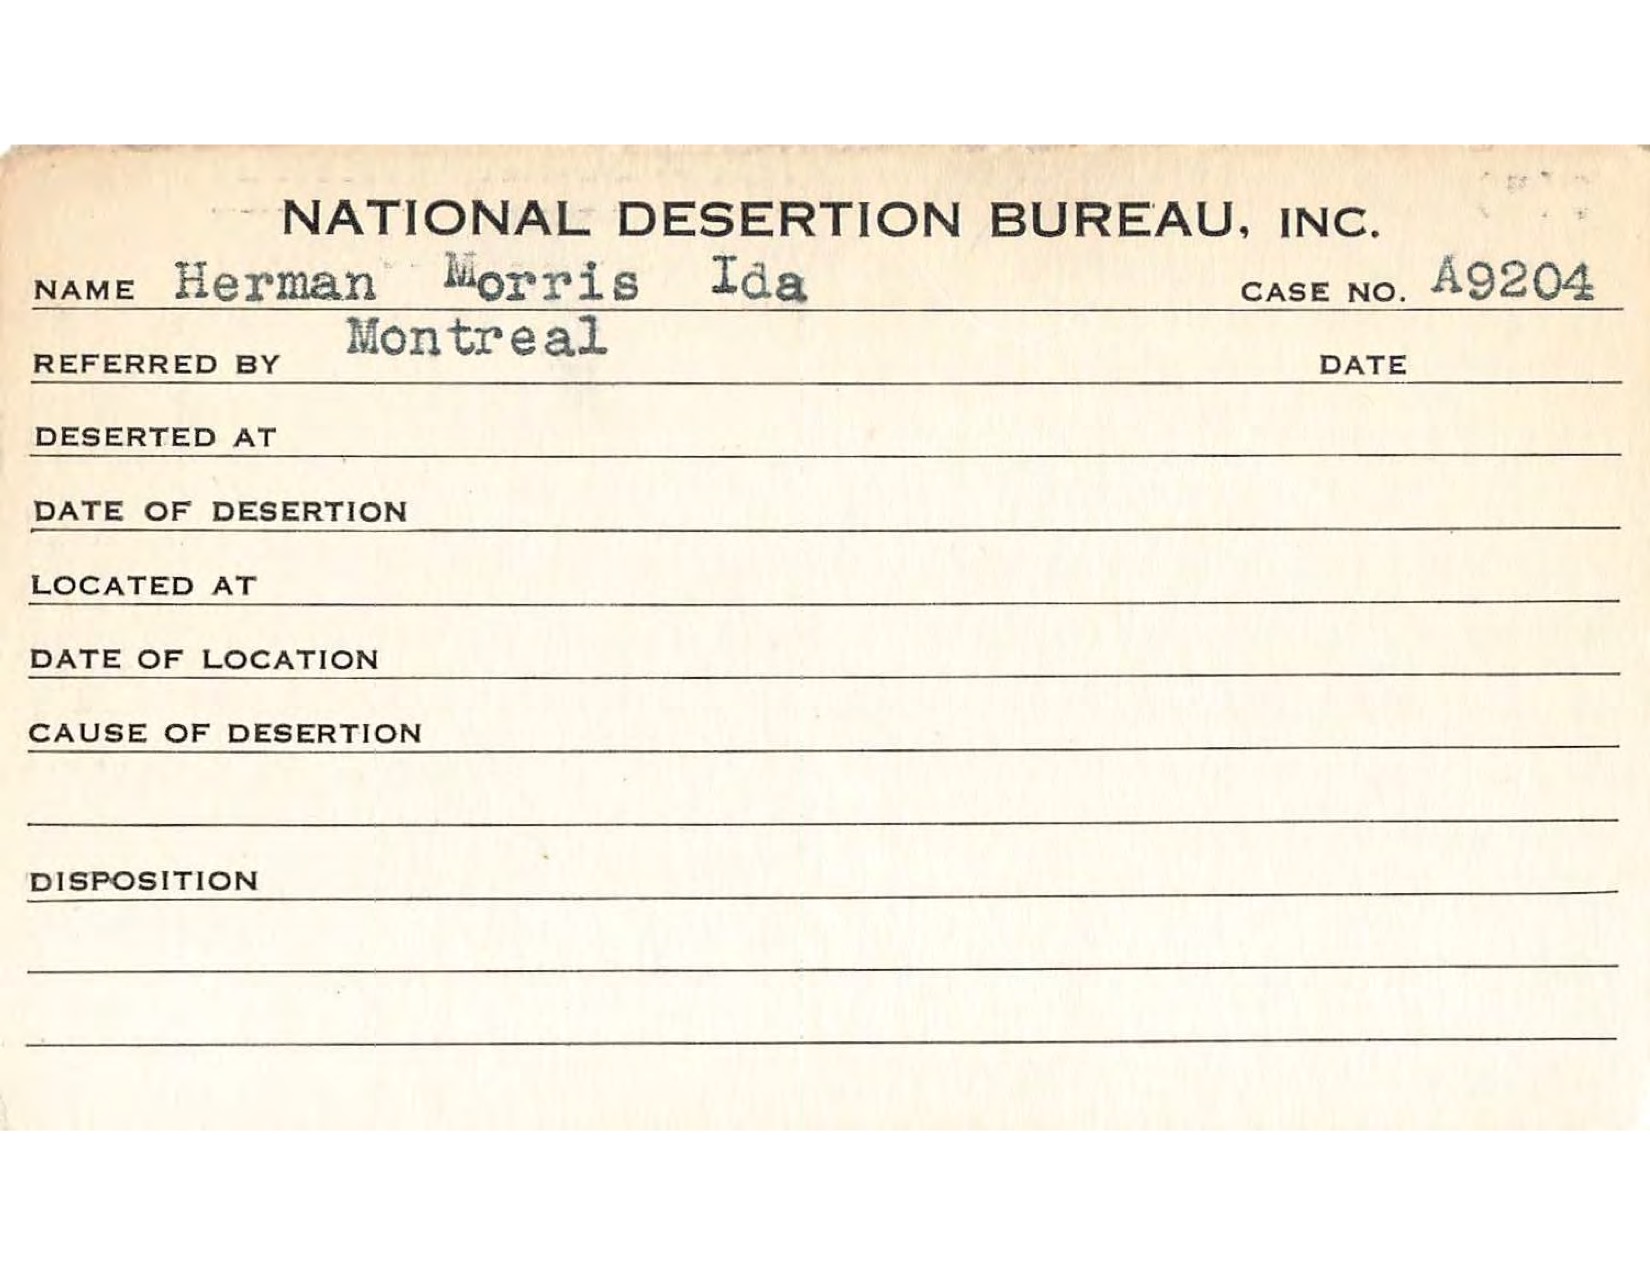 NATIONAL DESERTION BUREAU, INC.
NAME Herman Morris Ida CASE NO. A9204
REFERRED BY Montreal DATE
DESERTED AT
DATE OF DESERTION
LOCATED AT
DATE OF LOCATION
CAUSE OF DESERTION
DISPOSITION